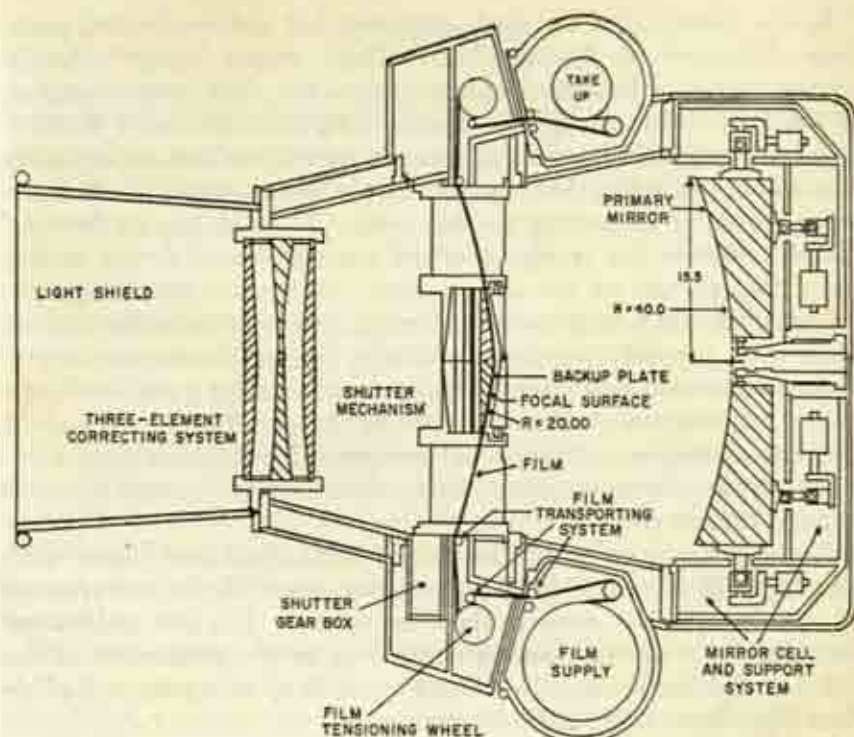 TAKE
UP
PRIMARY
MIRROR
15.5
LIGHT SHIELD
R=40.0
BACKUP PLATE
SHUTTER
MECHANISM
FOCAL SURFACE
THREE-ELEMENT
CORRECTING SYSTEM
R=20.00
FILM
FILM
TRANSPORTING
SYSTEM
SHUTTER
GEAR BOX
FILM
SUPPLY
MIRROR CELL
AND SUPPORT
SYSTEM
FILM
TENSIONING WHEEL